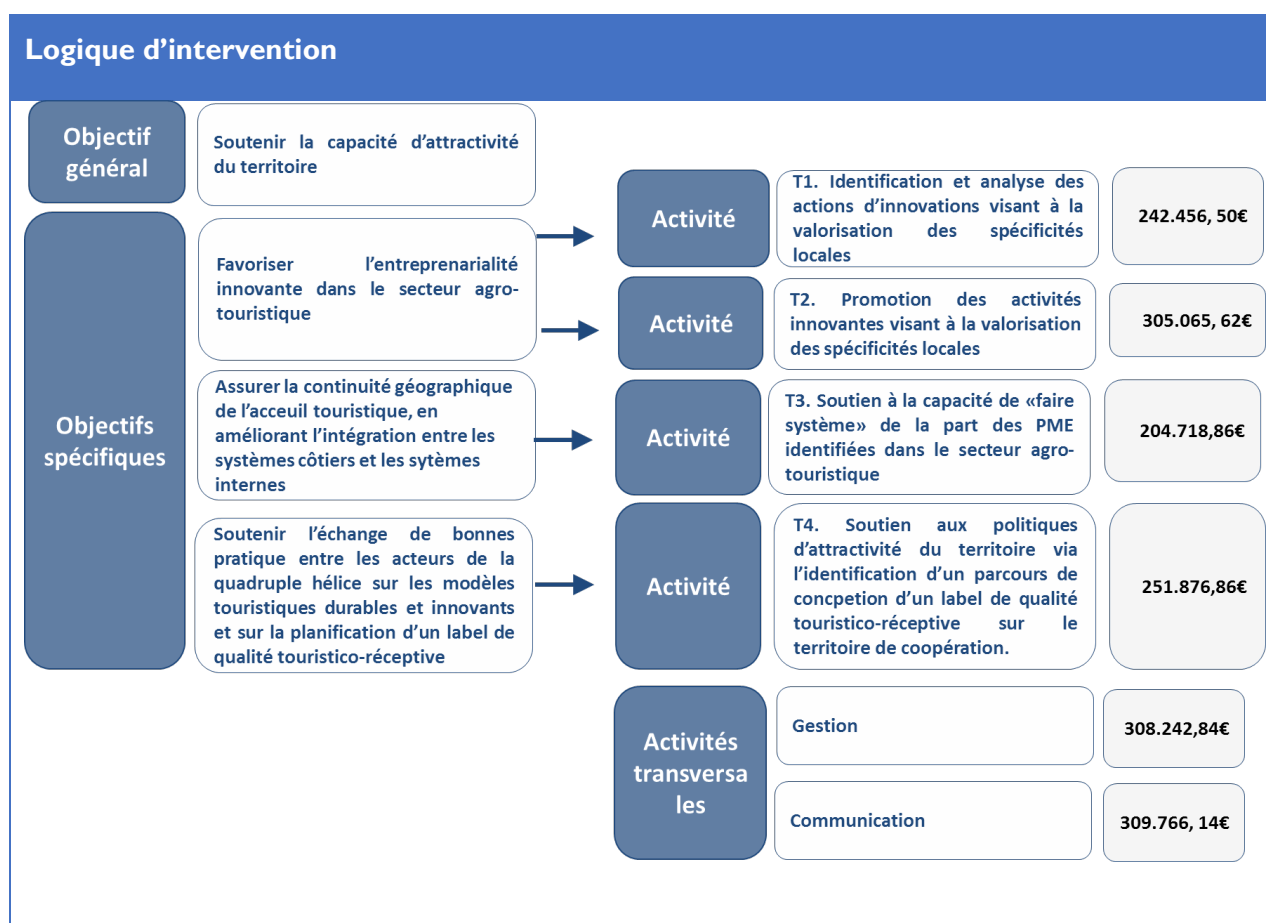 Logique d'intervention
Objectif
général
Soutenir la capacité d'attractivité
du territoire
Objectifs
spécifiques
Favoriser l'entreprenarialité
innovante dans le secteur agro-
touristique
Assurer la continuité géographique
de l'acceuil touristique, en
améliorant l'intégration entre les
systèmes côtiers et les sytèmes
internes
Soutenir l'échange de bonnes
pratique entre les acteurs de la
quadruple hélice sur les modèles
touristiques durables et innovants
et sur la planification d'un label de
qualité touristico-réceptive
Activité
T1. Identification et analyse des
actions d'innovations visant à la
valorisation des spécificités
locales
242.456, 50€
Activité
T2. Promotion des activités
innovantes visant à la valorisation
des spécificités locales
305.065, 62€
Activité
T3. Soutien à la capacité de «faire
système» de la part des PME
identifiées dans le secteur agro-
touristique
204.718,86€
Activité
T4. Soutien aux politiques
d'attractivité du territoire via
l'identification d'un parcours de
concpetion d'un label de qualité
touristico-réceptive sur le
territoire de coopération.
251.876,86€
Activités
transversa
les
Gestion
308.242,84€
Communication
309.766, 14€